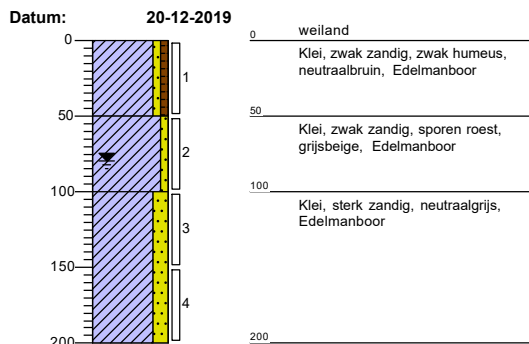 Datum: 20-12-2019
0
50
100
150
200
1
2
3
4
0 weiland
Klei, zwak zandig, zwak humeus,
neutraalbruin, Edelmanboor
50
Klei, zwak zandig, sporen roest,
grijsbeige, Edelmanboor
100
Klei, sterk zandig, neutraalgrijs,
Edelmanboor
200